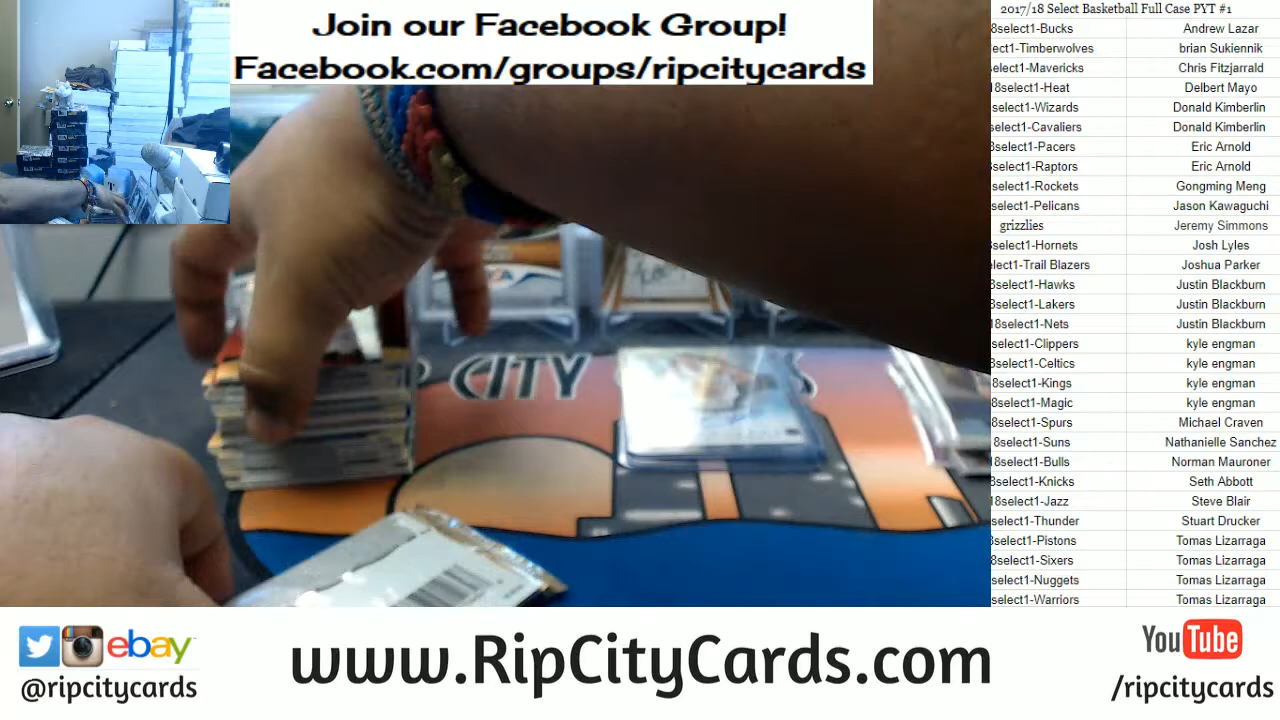 Join our Facebook Group!
Facebook.com/groups/ripcitycards
2017/18 Select Basketball Full Case PYT #1
8select1-Bucks Andrew Lazar
lect1-Timberwolves brian Sukiennik
select1-Mavericks Chris Fitzjarrald
18select1-Heat Delbert Mayo
select1-Wizards Donald Kimberlin
select1-Cavaliers Donald Kimberlin
8select1-Pacers Eric Arnold
8select1-Raptors Eric Arnold
select1-Rockets Gongming Meng
select1-Pelicans Jason Kawaguchi
grizzlies Jeremy Simmons
8select1-Hornets Josh Lyles
elect1-Trail Blazers Joshua Parker
8select1-Hawks Justin Blackburn
8select1-Lakers Justin Blackburn
18select1-Nets Justin Blackburn
select1-Clippers kyle engman
8select1-Celtics kyle engman
8select1-Kings kyle engman
8select1-Magic kyle engman
8select1-Spurs Michael Craven
8select1-Suns Nathanielle Sanchez
18select1-Bulls Norman Mauroner
8select1-Knicks Seth Abbott
18select1-Jazz Steve Blair
select1-Thunder Stuart Drucker
8select1-Pistons Tomas Lizarraga
8select1-Sixers Tomas Lizarraga
select1-Nuggets Tomas Lizarraga
select1-Warriors Tomas Lizarraga
P CITY S
ebay
@ripcitycards
www.RipCityCards.com
YouTube
/ripcitycards